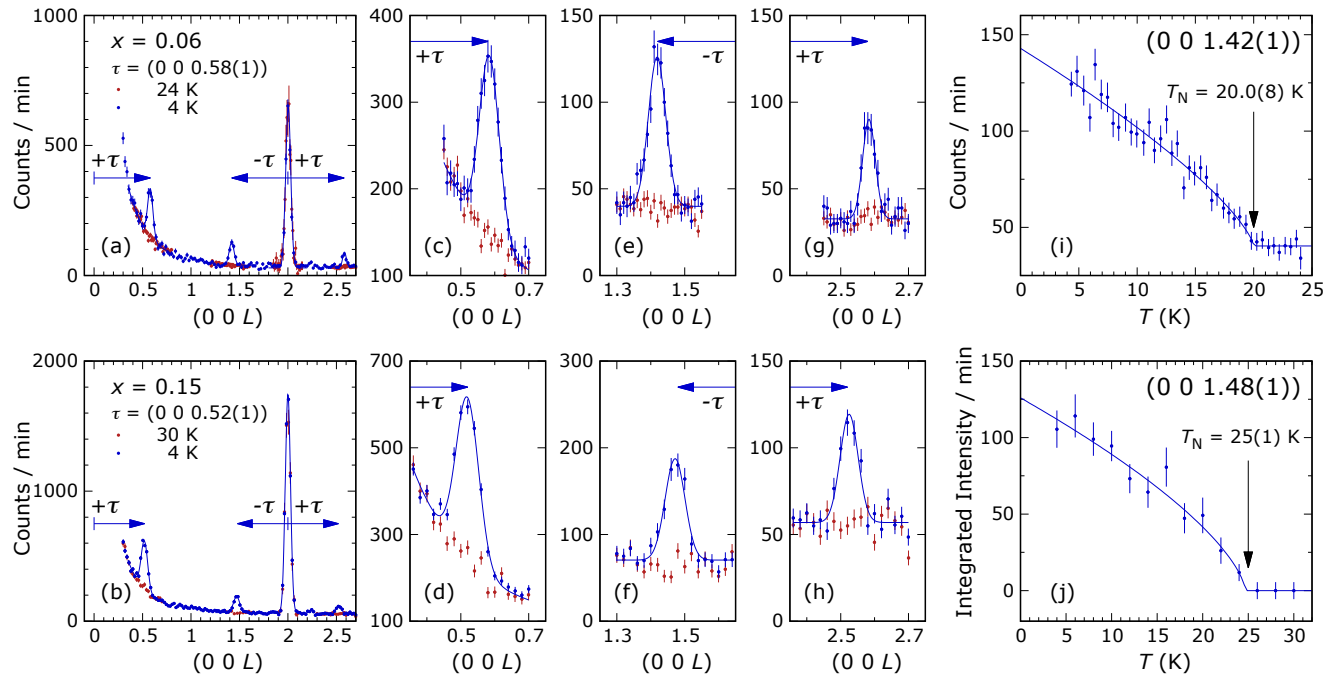 x = 0.06
τ = (0 0 0.58(1))
24 K
4 K
+τ
-τ
+τ
(a)
Counts / min
0
500
1000
0
0.5
1
1.5
2
2.5
(0 0 L)
+τ
(c)
100
200
300
400
0.5
0.7
(0 0 L)
-τ
(e)
0
50
100
150
1.3
1.5
(0 0 L)
+τ
(g)
0
50
100
150
2.5
2.7
(0 0 L)
(0 0 1.42(1))
TN = 20.0(8) K
(i)
Counts / min
50
100
150
0
5
10
15
20
25
T (K)
x = 0.15
τ = (0 0 0.52(1))
30 K
4 K
+τ
-τ
+τ
(b)
Counts / min
0
1000
2000
0
0.5
1
1.5
2
2.5
(0 0 L)
+τ
(d)
100
300
500
700
0.5
0.7
(0 0 L)
-τ
(f)
0
100
200
300
1.3
1.5
(0 0 L)
+τ
(h)
0
50
100
150
2.5
2.7
(0 0 L)
(0 0 1.48(1))
TN = 25(1) K
(j)
Integrated Intensity / min
0
50
100
150
0
10
20
30
T (K)